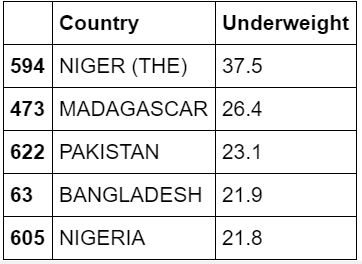 Country Underweight
594 NIGER (THE) 37.5
473 MADAGASCAR 26.4
622 PAKISTAN 23.1
63 BANGLADESH 21.9
605 NIGERIA 21.8